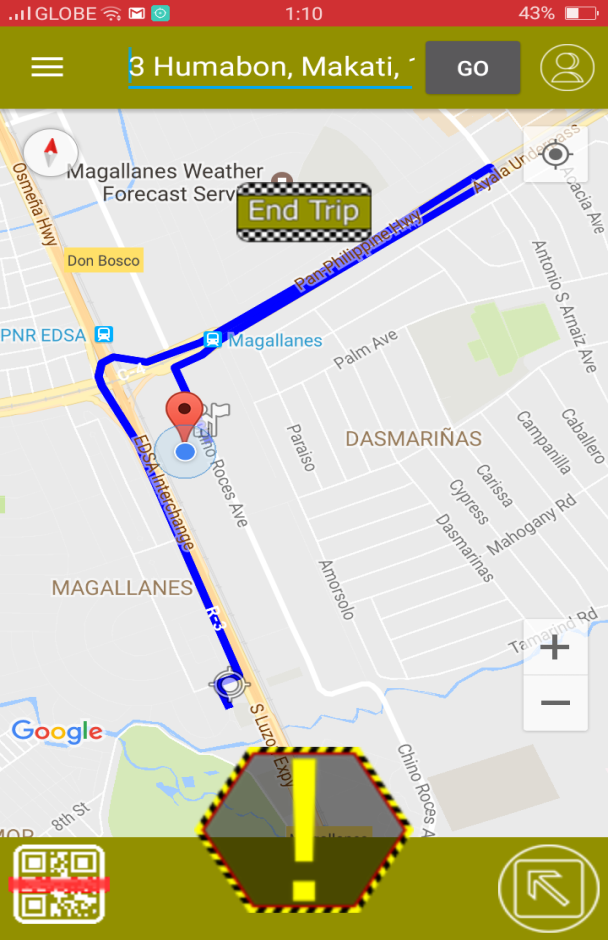 GLOBE
1:10
43%
3 Humabon, Makati,
GO
Magallanes Weather
Forecast Servi
End Trip
Ayala Underpass
Acacia Ave
Osmeña Hwy
Don Bosco
Pan-Philippine Hwy
Antonio S Arnaiz Ave
PNR EDSA
Magallanes
Palm Ave
C-4
DASMARIÑAS
Caballero
Campanilla
Paraiso
Chino Roces Ave
EDSA Interchange
Carissa
Cypress
Mahogany Rd
Dasmarinas
MAGALLANES
Amorsolo
R-3
Tamarind Rd
+
−
Google
S Luzon Expy
Chino Roces A
8th St
!